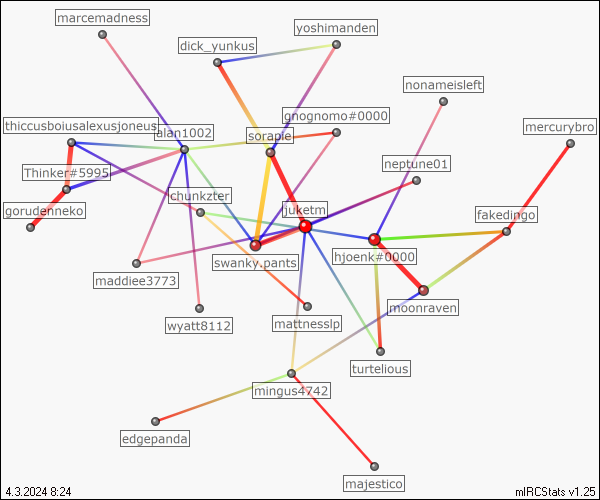 marcemadness
yoshimanden
dick_yunkus
nonameisleft
gnognomo#0000
thiccusboiusalexusjoneus
alan1002
sorapie
mercurybro
neptune01
Thinker#5995
chunkzter
gorudenneko
juketm
fakedingo
swanky.pants
hjoenk#0000
maddiee3773
moonraven
wyatt8112
mattnesslp
turtelious
mingus4742
edgepanda
majestico
4.3.2024 8:24
mIRCStats v1.25